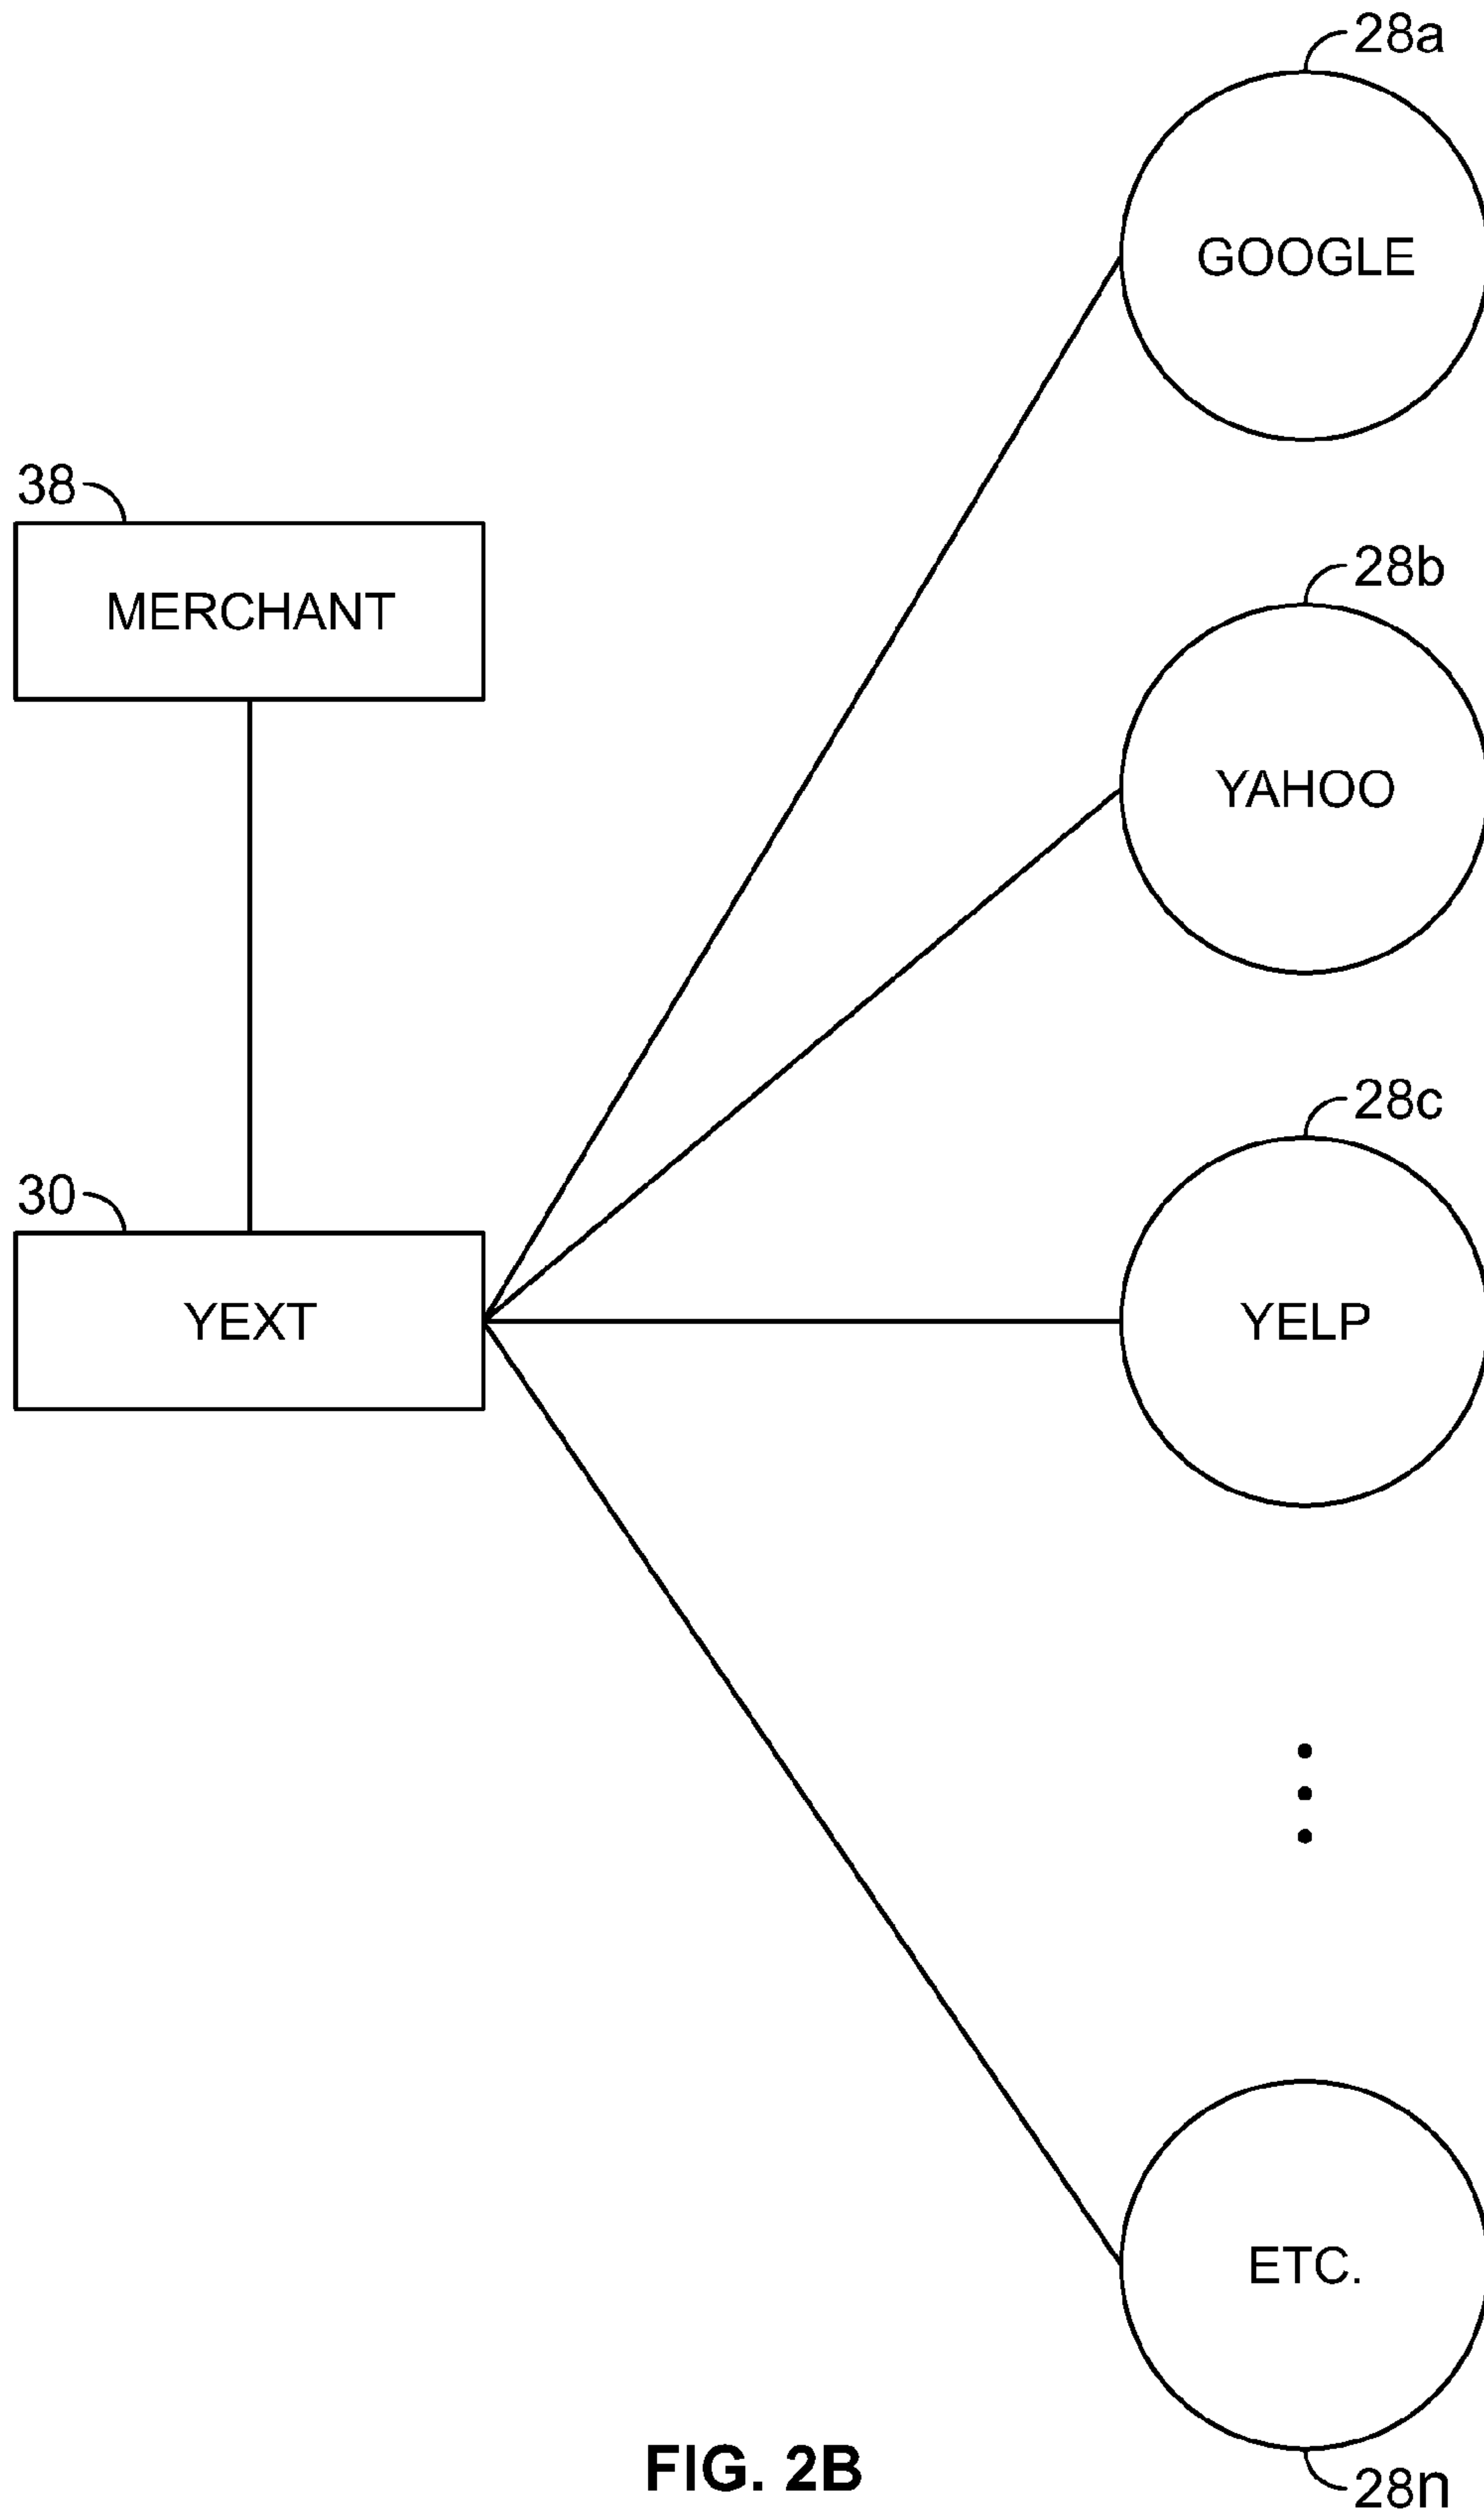 28a
GOOGLE
38
MERCHANT
28b
YAHOO
28c
30
YEXT
YELP
ETC.
FIG. 2B
28n